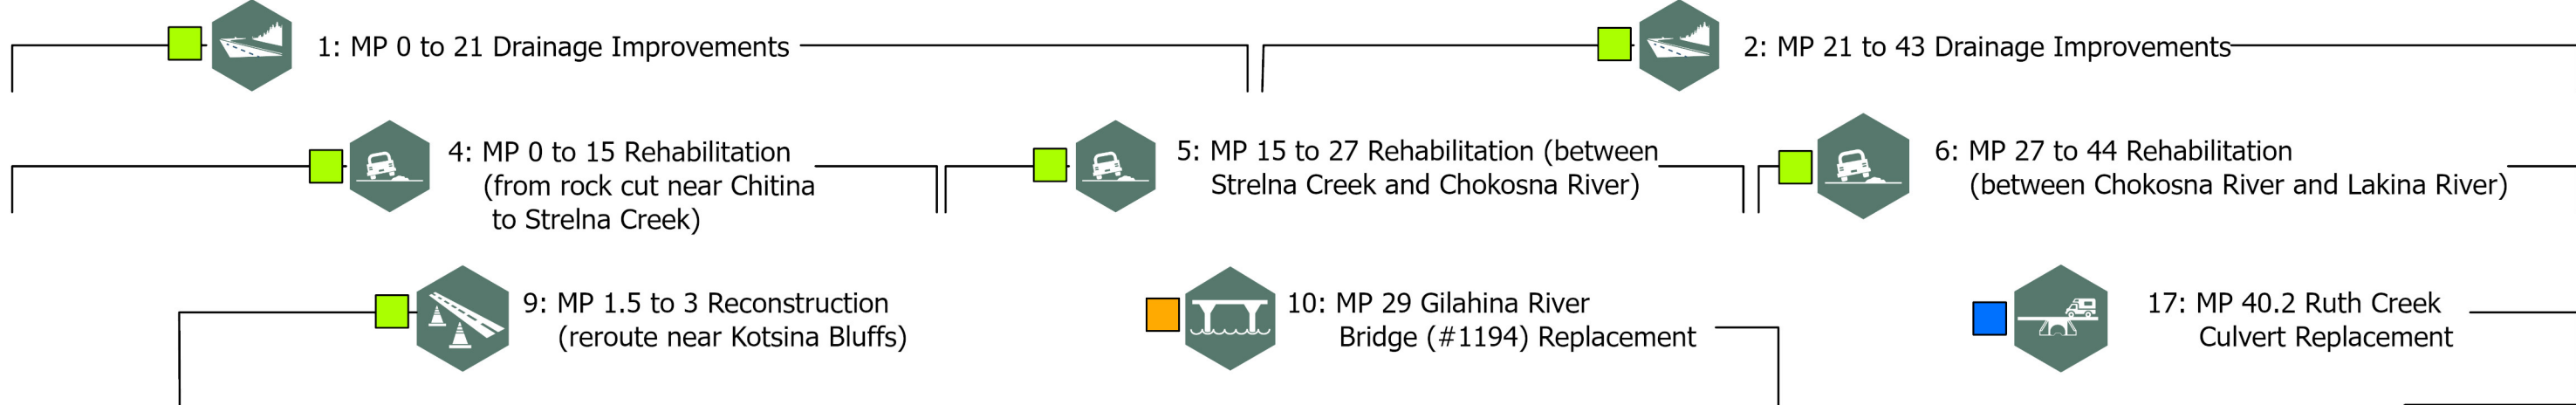 1: MP 0 to 21 Drainage Improvements
2: MP 21 to 43 Drainage Improvements
4: MP 0 to 15 Rehabilitation
(from rock cut near Chitina
to Strelna Creek)
5: MP 15 to 27 Rehabilitation (between
Strelna Creek and Chokosna River)
6: MP 27 to 44 Rehabilitation
(between Chokosna River and Lakina River)
9: MP 1.5 to 3 Reconstruction
(reroute near Kotsina Bluffs)
10: MP 29 Gilahina River
Bridge (#1194) Replacement
17: MP 40.2 Ruth Creek
Culvert Replacement